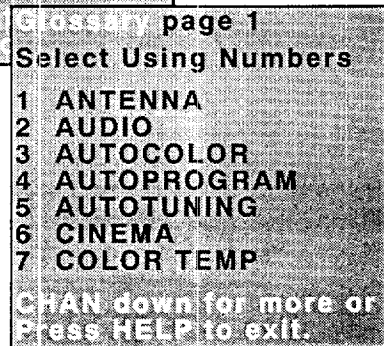 Glossary page 1
Select Using Numbers
1 ANTENNA
2 AUDIO
3 AUTOCOLOR
4 AUTOPROGRAM
5 AUTOTUNING
6 CINEMA
7 COLOR TEMP
CHAN down for more or
Press HELP to exit.